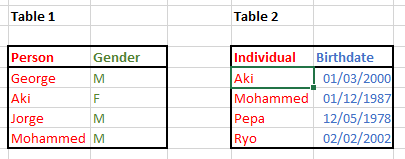 Table 1 Table 2
Person Gender Individual Birthdate
George M Aki 01/03/2000
Aki F Mohammed 01/12/1987
Jorge M Pepa 12/05/1978
Mohammed M Ryo 02/02/2002